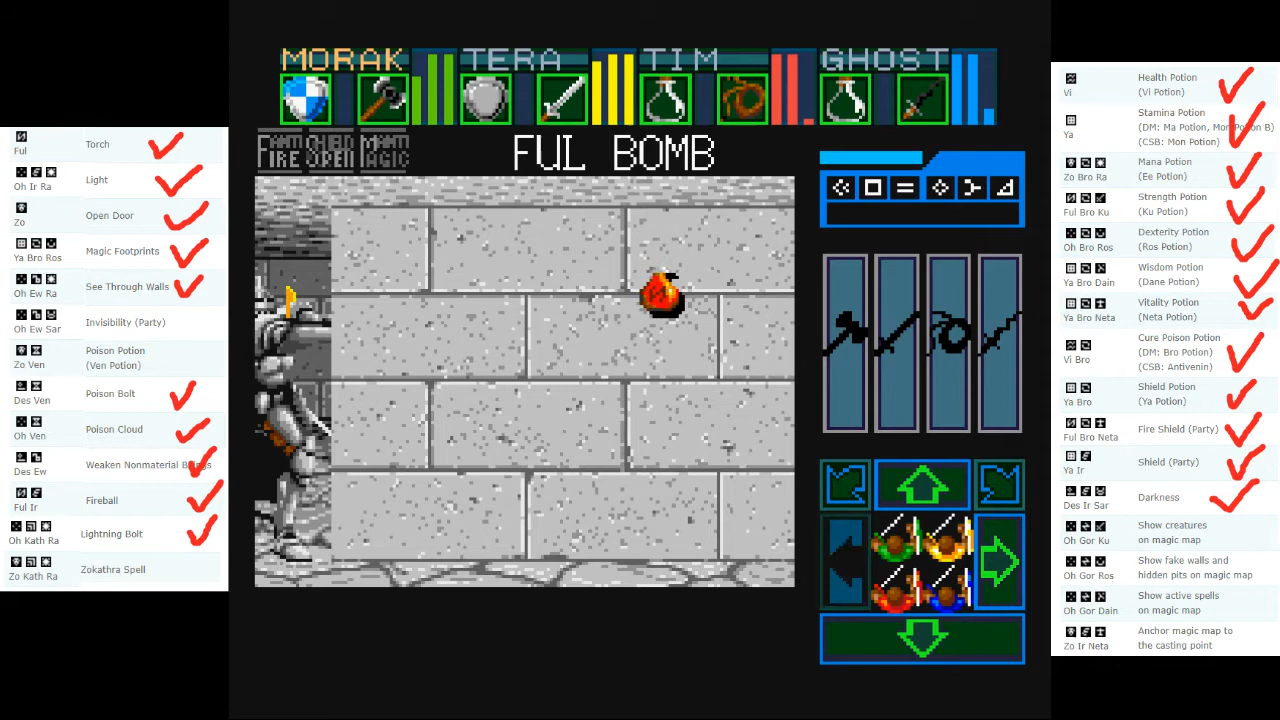 MORAK TERA TIM GHOST
FUL BOMB
FIRE OPEN MAGIC
Ful Torch
Oh Ir Ra Light
Zo Open Door
Ya Bro Ros Magic Footprints
Oh Ew Ra See Through Walls
Oh Ew Sar Invisibility (Party)
Zo Ven Poison Potion
(Ven Potion)
Des Ven Poison Bolt
Oh Ven Poison Cloud
Des Ew Weaken Nonmaterial
Ful Ir Fireball
Oh Kath Ra Lightning Bolt
Zo Kath Ra Zokathra Spell
Vi Health Potion
(Vi Potion)
Ya Stamina Potion
(DM: Ma Potion, Mon Potion B)
(CSB: Mon Potion)
Zo Bro Ra Mana Potion
(Ee Potion)
Ful Bro Ku Strength Potion
(Ku Potion)
Oh Bro Ros Dexterity Potion
(Ros Potion)
Ya Bro Dain Wisdom Potion
(Dane Potion)
Ya Bro Neta Vitality Potion
(Neta Potion)
Vi Bro Cure Poison Potion
(DM: Bro Potion)
(CSB: Antivenin)
Ya Bro Shield Potion
(Ya Potion)
Ful Bro Neta Fire Shield (Party)
Ya Ir Shield (Party)
Des Ir Sar Darkness
Oh Gor Ku Show creatures
on magic map
Oh Gor Ros Show fake walls and
hidden pits on magic map
Oh Gor Dain Show active spells
on magic map
Zo Ir Neta Anchor magic map to
the casting point